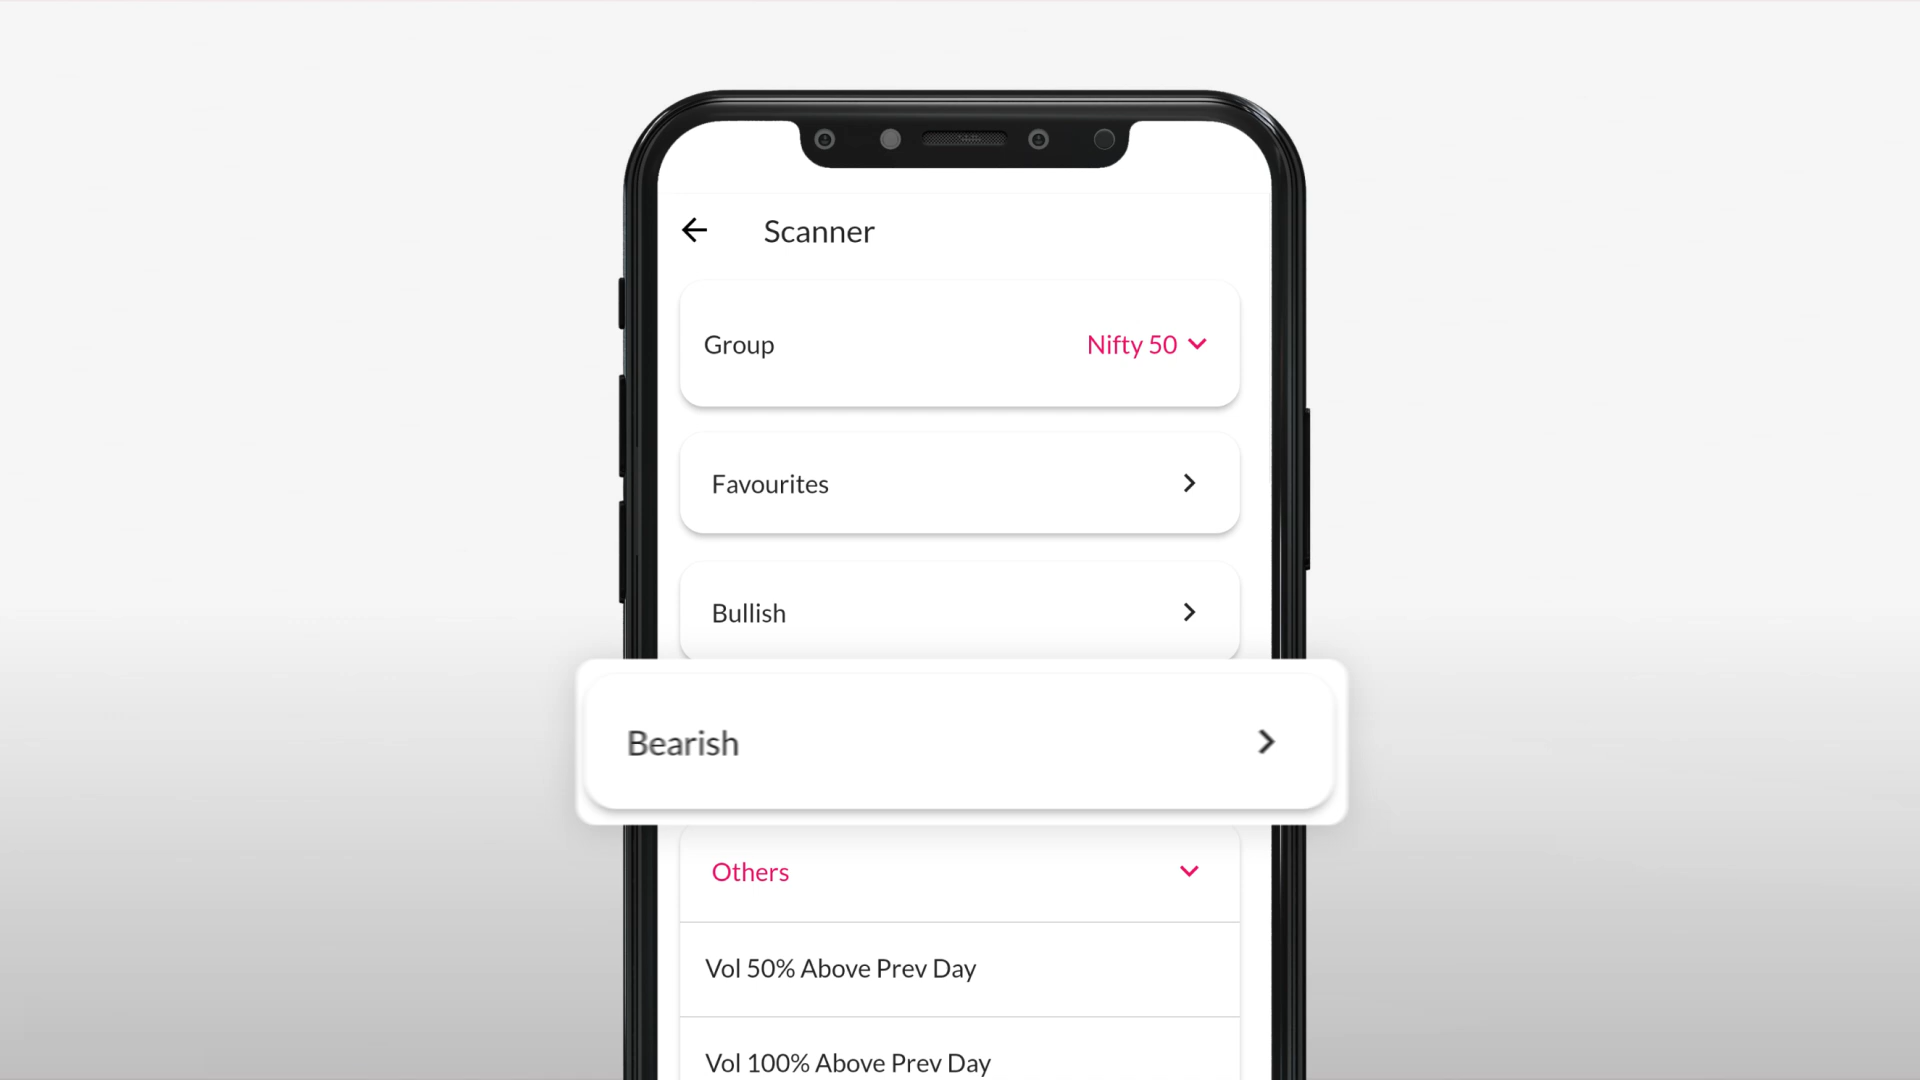 Scanner
Group
Nifty 50
Favourites
Bullish
Bearish
Others
Vol 50% Above Prev Day
Vol 100% Above Prev Day